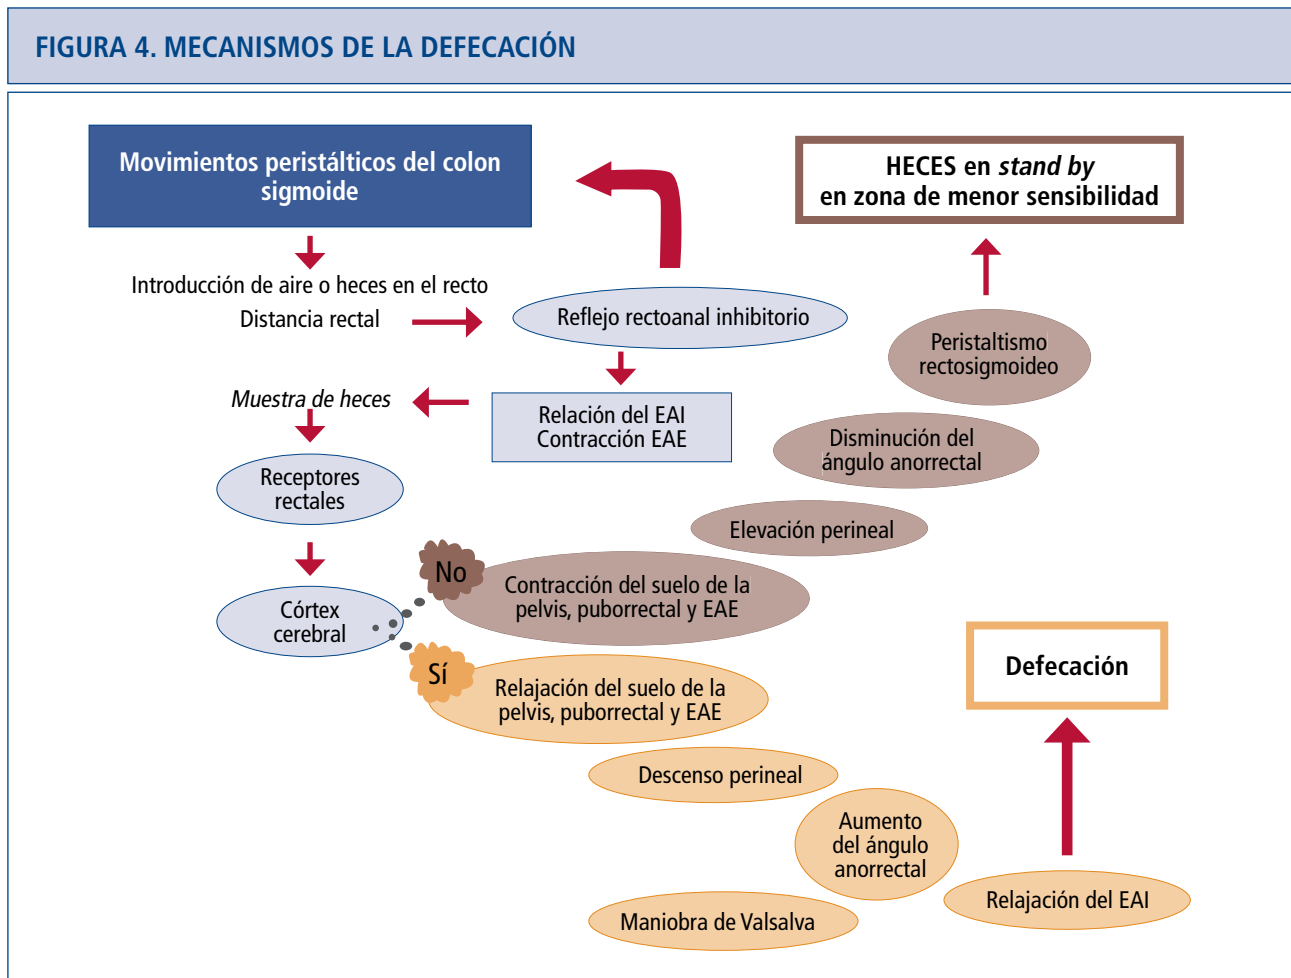 FIGURA 4. MECANISMOS DE LA DEFECACIÓN
Movimientos peristálticos del colon
sigmoide
HECES en stand by
en zona de menor sensibilidad
Introducción de aire o heces en el recto
Distancia rectal
Reflejo rectoanal inhibitorio
Peristaltismo
rectosigmoideo
Muestra de heces
Relación del EAI
Contracción EAE
Disminución del
ángulo anorrectal
Receptores
rectales
Elevación perineal
No
Contracción del suelo de la
pelvis, puborrectal y EAE
Córtex
cerebral
Sí
Relajación del suelo de la
pelvis, puborrectal y EAE
Defecación
Descenso perineal
Aumento
del ángulo
anorrectal
Relajación del EAI
Maniobra de Valsalva